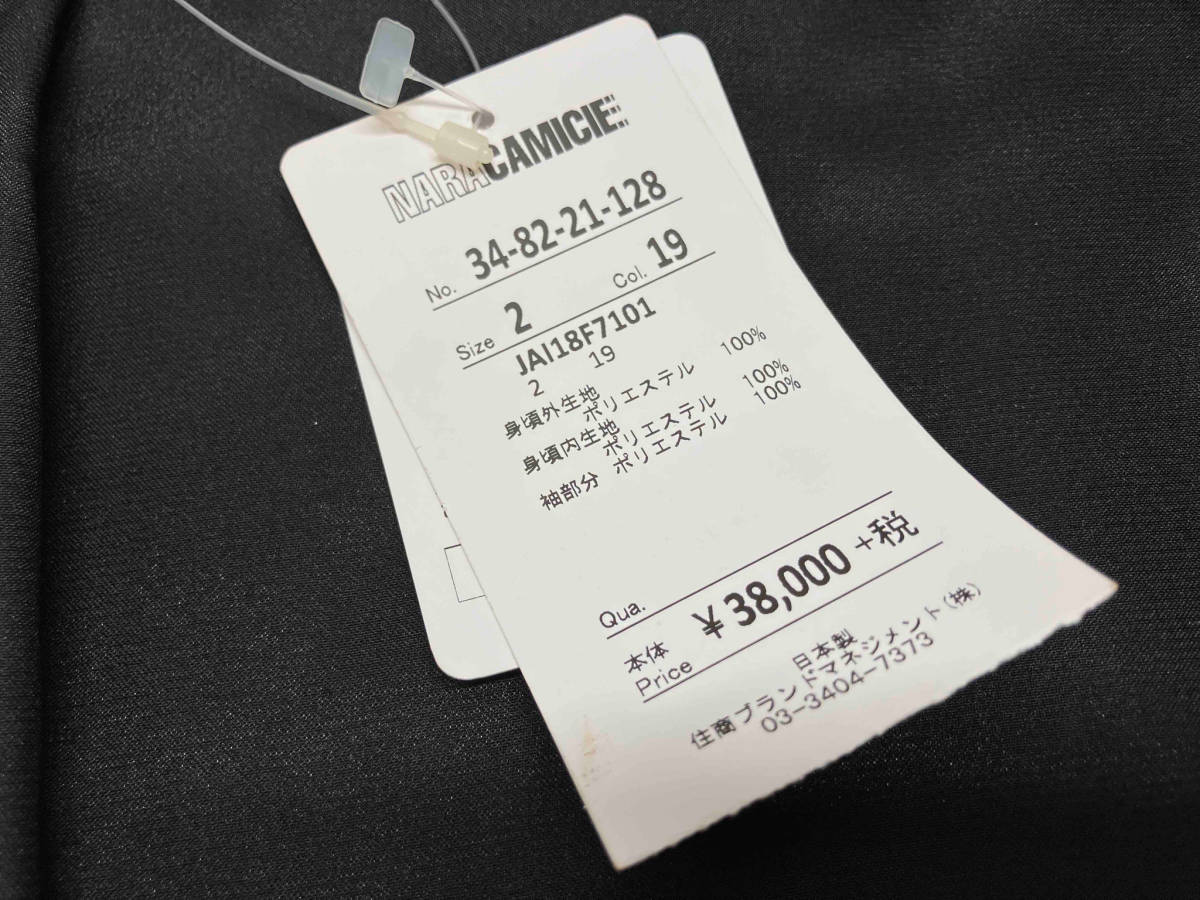 NARACAMICIE
No. 34-82-21-128
Size 2 Col. 19
JAI18F7101
2 19
身頃外生地
ポリエステル 100%
身頃内生地
ポリエステル 100%
袖部分 ポリエステル 100%
Qua.
本体 Price ¥38,000 +税
日本製
住商ブランドマネジメント(株)
03-3404-7373